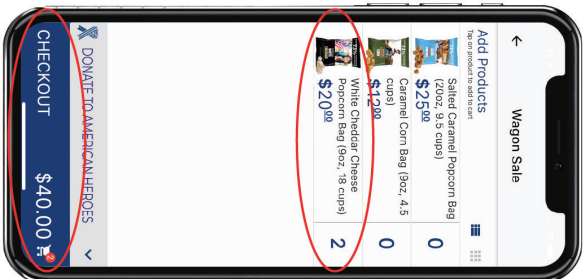 Wagon Sale
Add Products
Tap on product to add to cart
Salted Caramel Popcorn Bag
(20oz, 9.5 cups)
$25.00
0
Caramel Corn Bag (9oz, 4.5
cups)
$12.00
0
White Cheddar Cheese
Popcorn Bag (9oz, 18 cups)
$20.00
2
DONATE TO AMERICAN HEROES
CHECKOUT $40.00 2